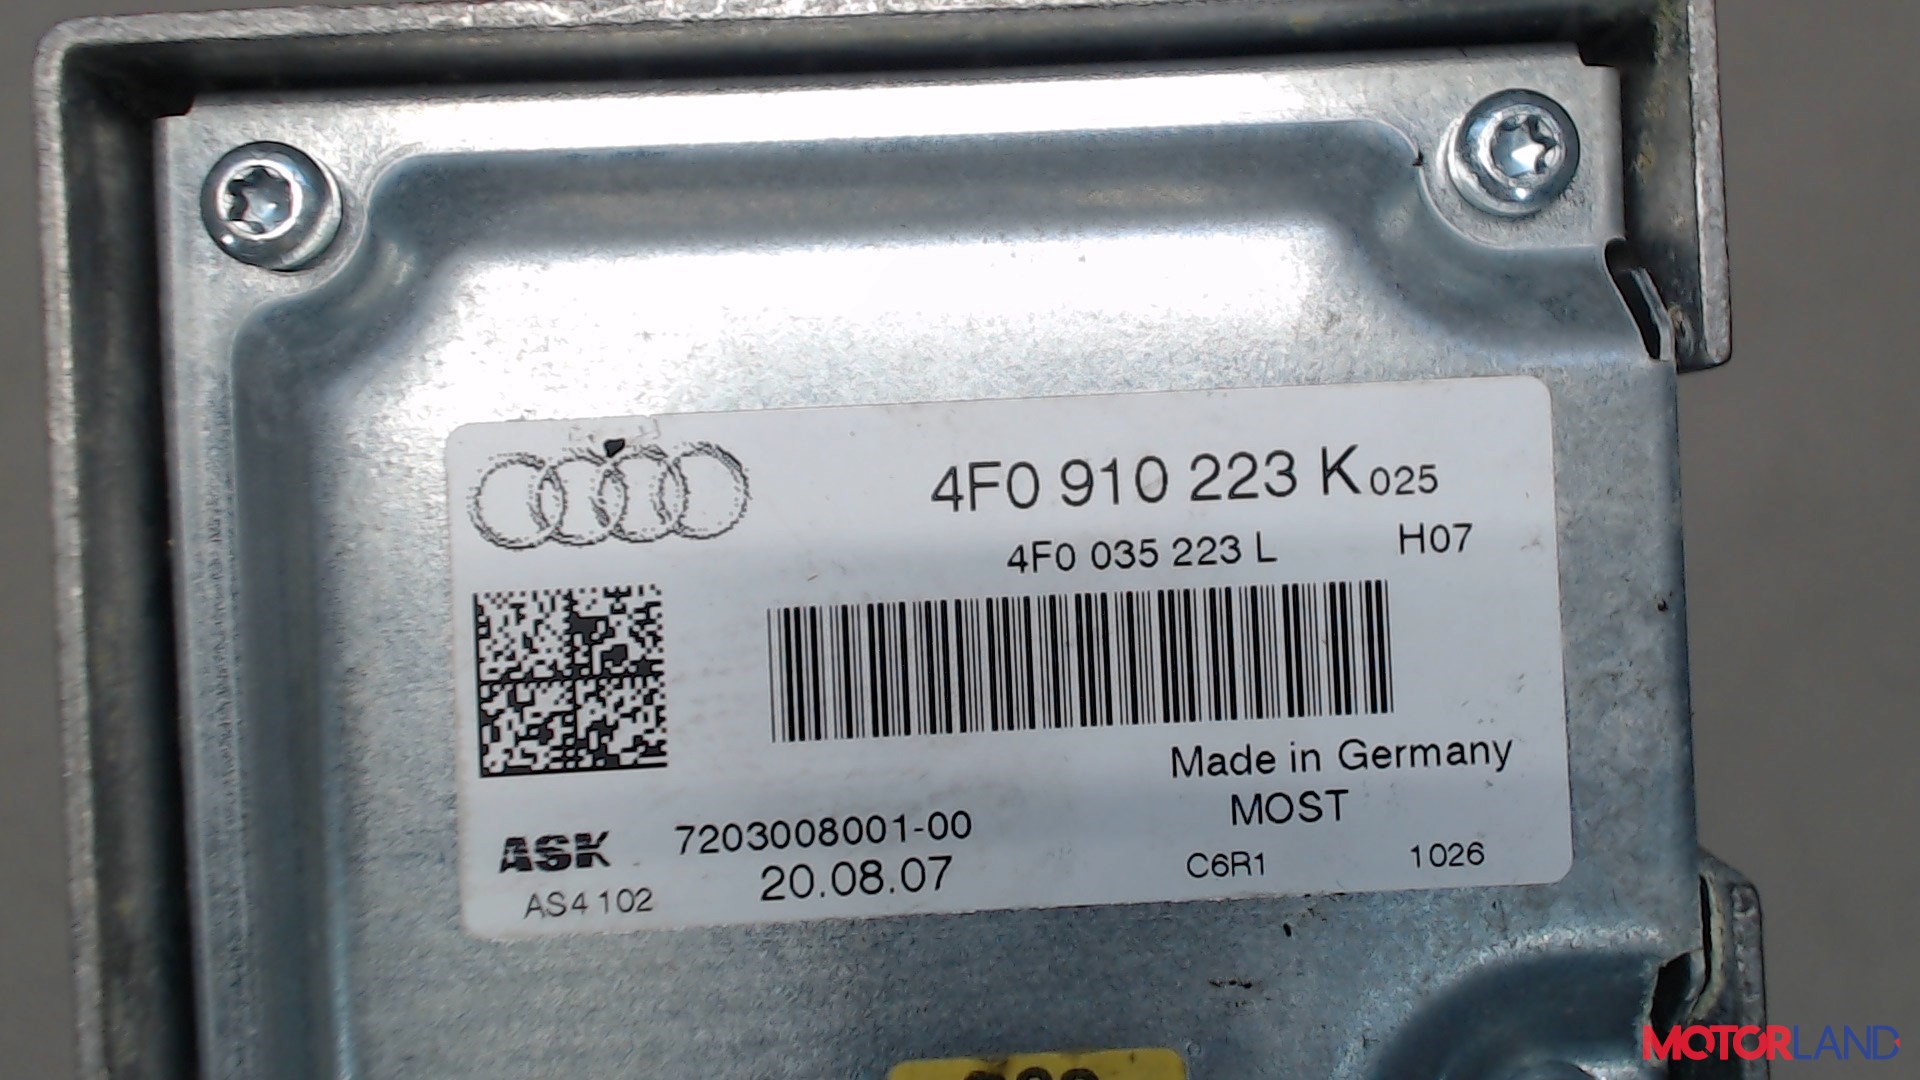 4F0 910 223 K 025
4F0 035 223 L H07
Made in Germany
MOST
ASK 7203008001-00
AS4 102 20.08.07 C6R1 1026
MOTORLAND